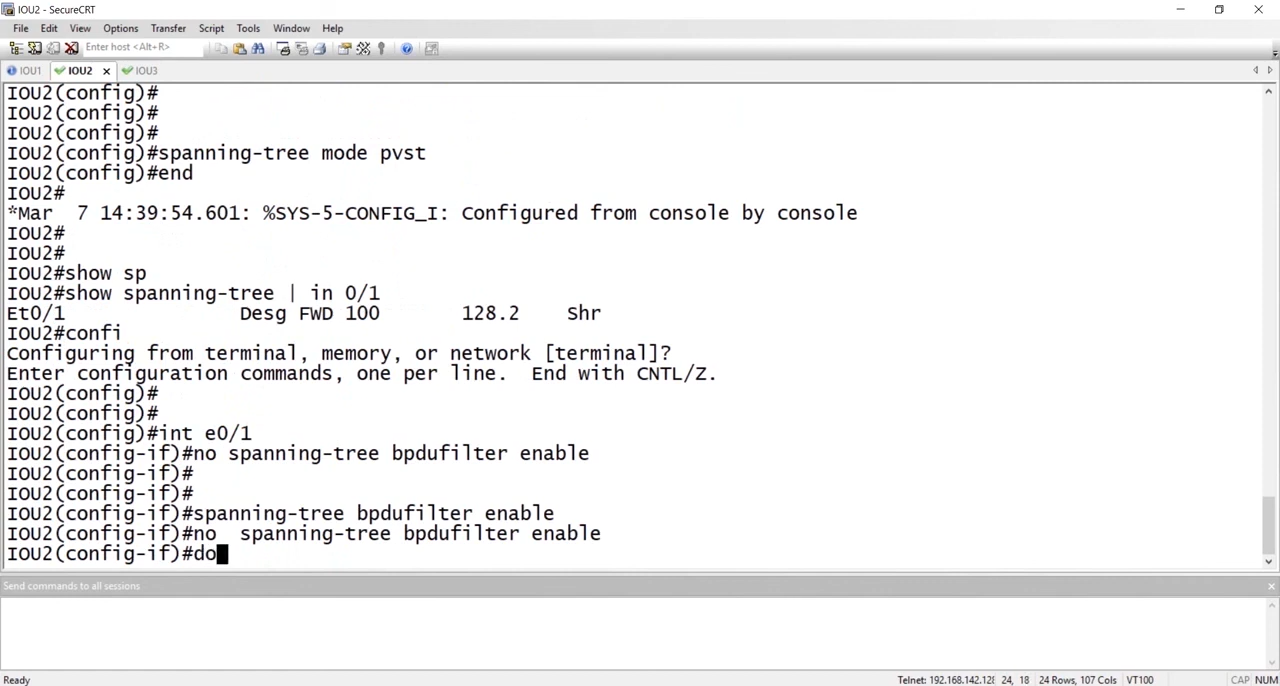 IOU2 - SecureCRT
File Edit View Options Transfer Script Tools Window Help
Enter host <Alt+R>
IOU1 IOU2 IOU3
IOU2(config)#
IOU2(config)#
IOU2(config)#
IOU2(config)#spanning-tree mode pvst
IOU2(config)#end
IOU2#
*Mar  7 14:39:54.601: %SYS-5-CONFIG_I: Configured from console by console
IOU2#
IOU2#
IOU2#show sp
IOU2#show spanning-tree | in 0/1
Et0/1               Desg FWD 100       128.2    Shr
IOU2#confi
Configuring from terminal, memory, or network [terminal]?
Enter configuration commands, one per line.  End with CNTL/Z.
IOU2(config)#
IOU2(config)#
IOU2(config)#int e0/1
IOU2(config-if)#no spanning-tree bpdufilter enable
IOU2(config-if)#
IOU2(config-if)#
IOU2(config-if)#spanning-tree bpdufilter enable
IOU2(config-if)#no  spanning-tree bpdufilter enable
IOU2(config-if)#do
Send commands to all sessions
Ready Telnet: 192.168.142.128 24, 18 24 Rows, 107 Cols VT100 CAP NUM